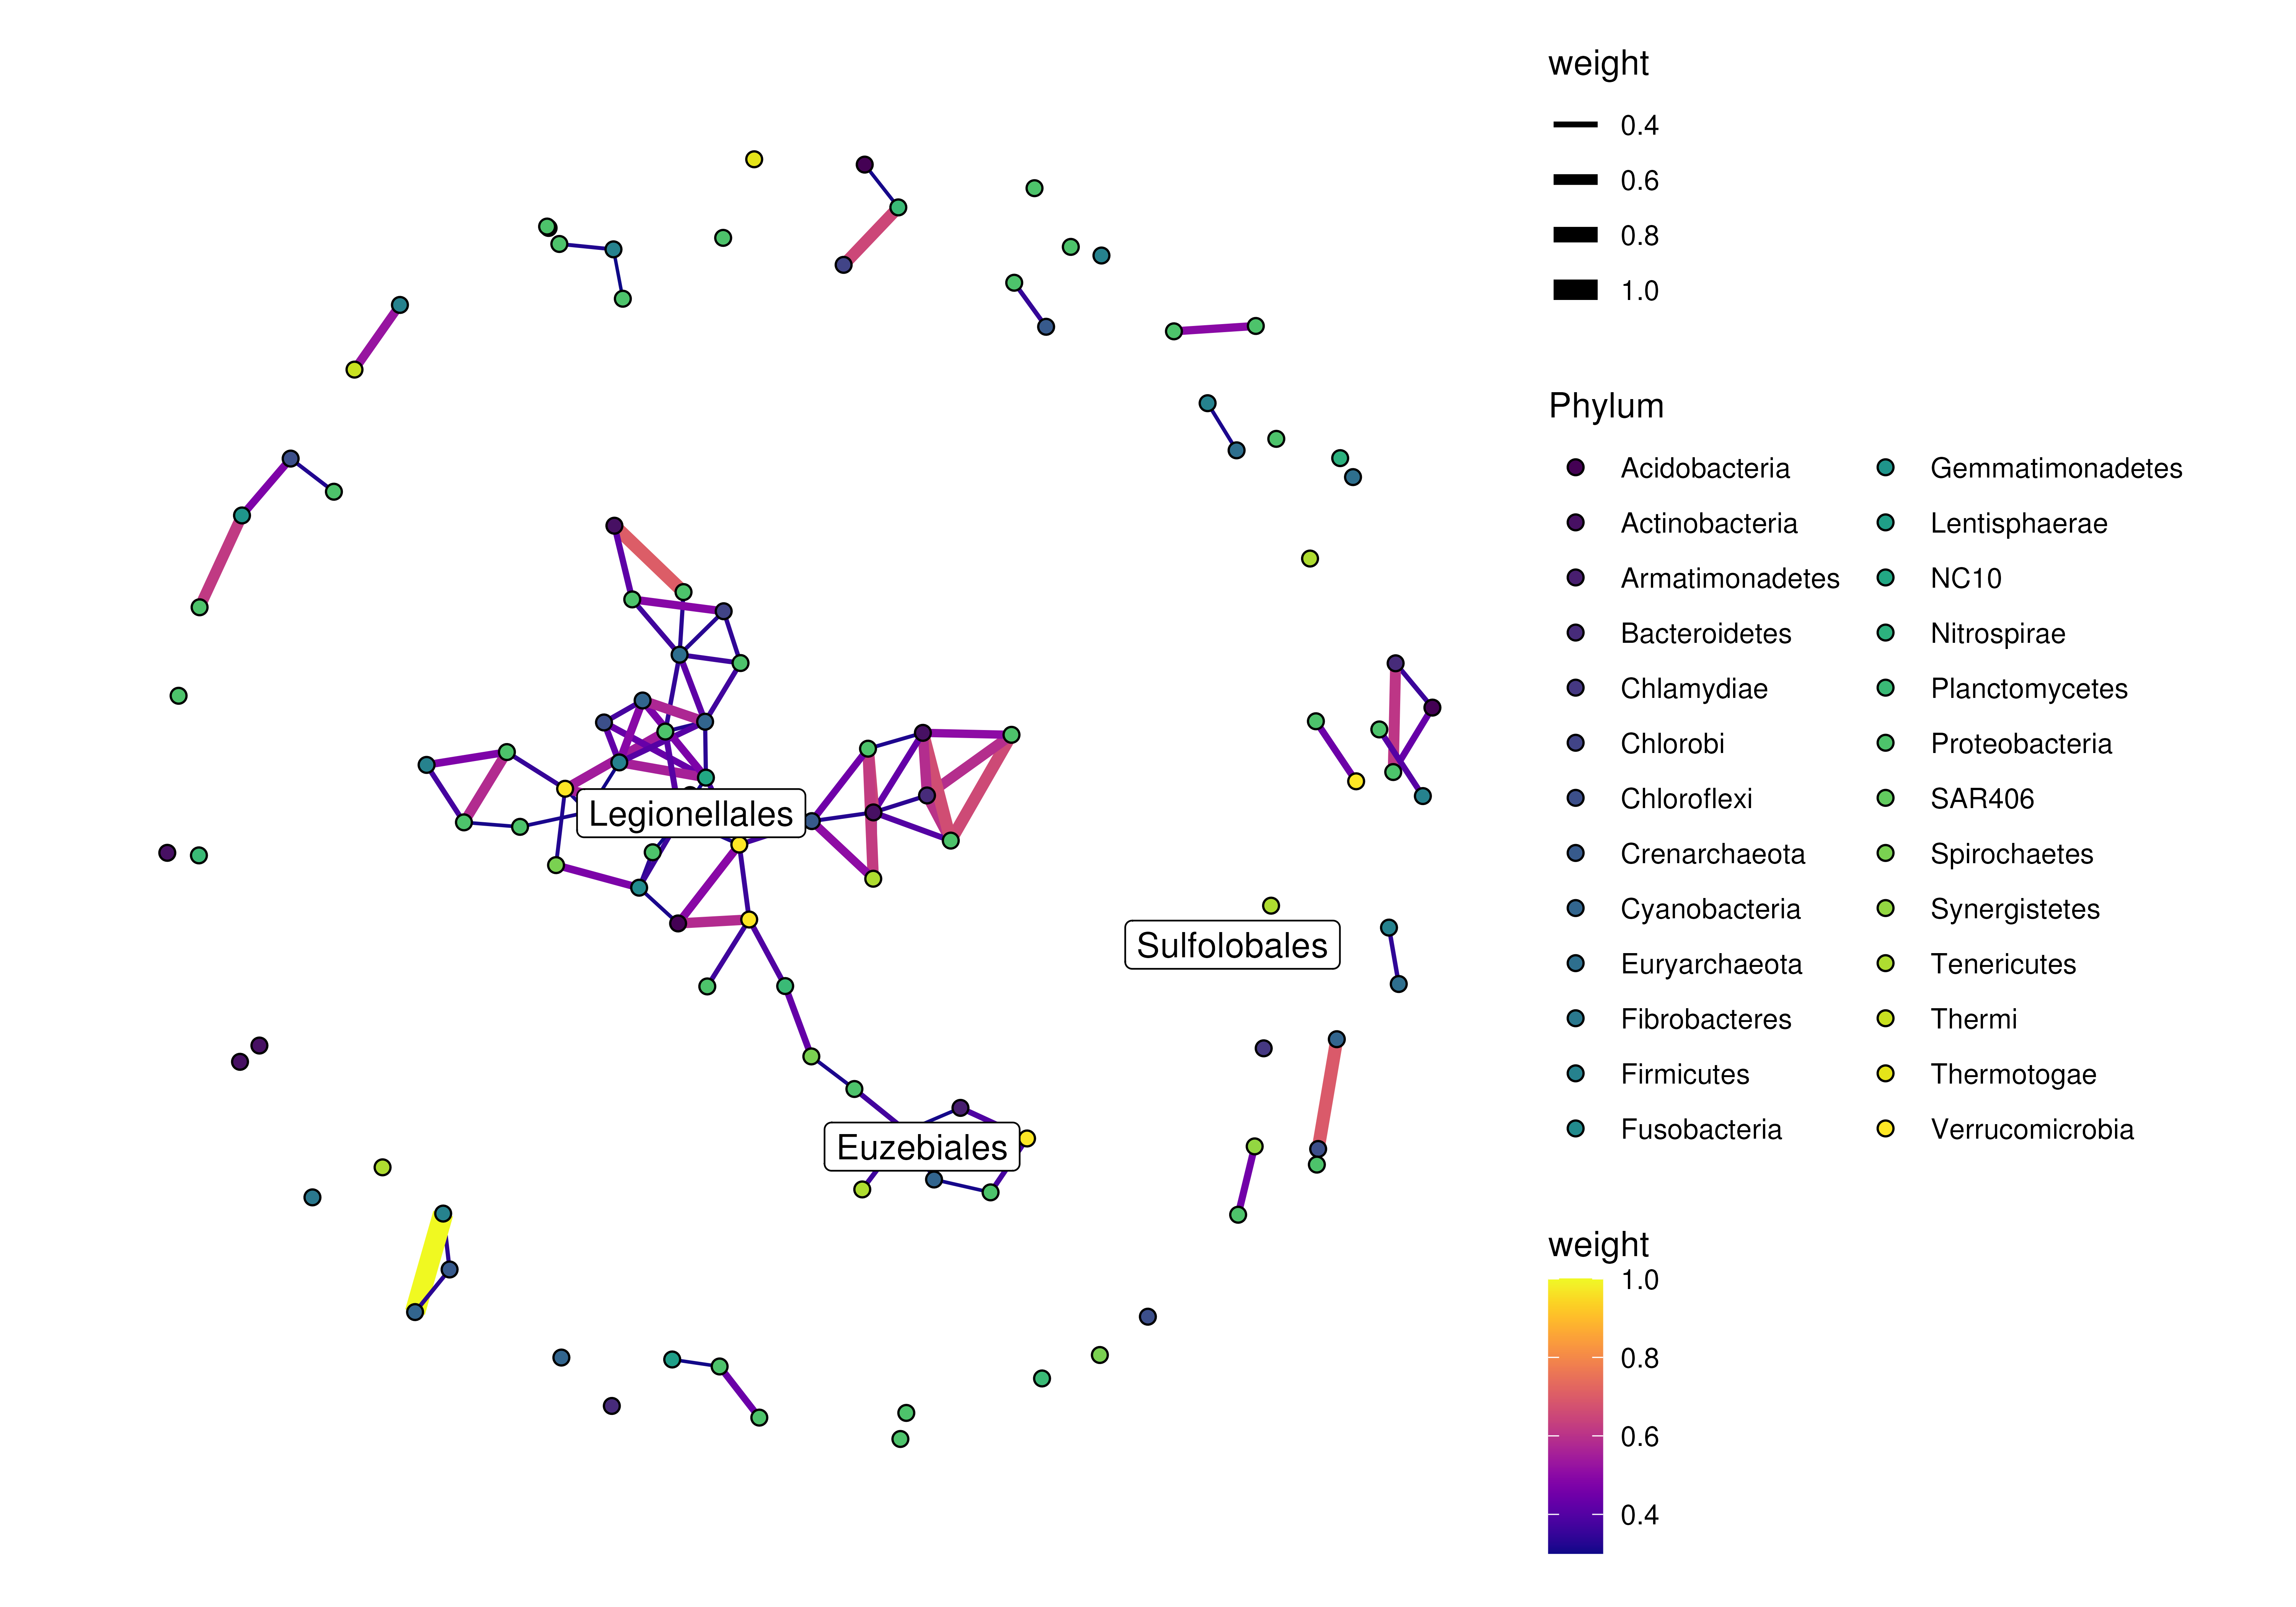 weight
0.4
0.6
0.8
1.0
Phylum
Acidobacteria
Actinobacteria
Armatimonadetes
Bacteroidetes
Chlamydiae
Chlorobi
Chloroflexi
Crenarchaeota
Cyanobacteria
Euryarchaeota
Fibrobacteres
Firmicutes
Fusobacteria
Gemmatimonadetes
Lentisphaerae
NC10
Nitrospirae
Planctomycetes
Proteobacteria
SAR406
Spirochaetes
Synergistetes
Tenericutes
Thermi
Thermotogae
Verrucomicrobia
weight
1.0
0.8
0.6
0.4
Legionellales
Sulfolobales
Euzebiales